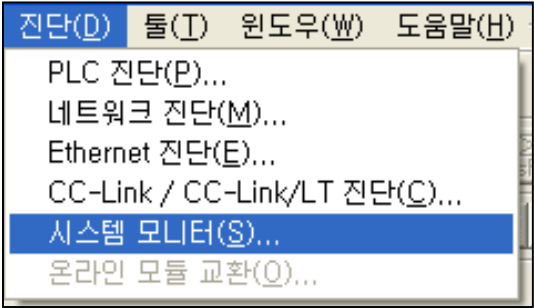 진단(D) 툴(T) 윈도우(W) 도움말(H)
PLC 진단(P)...
네트워크 진단(M)...
Ethernet 진단(E)...
CC-Link / CC-Link/LT 진단(C)...
시스템 모니터(S)...
온라인 모듈 교환(O)...